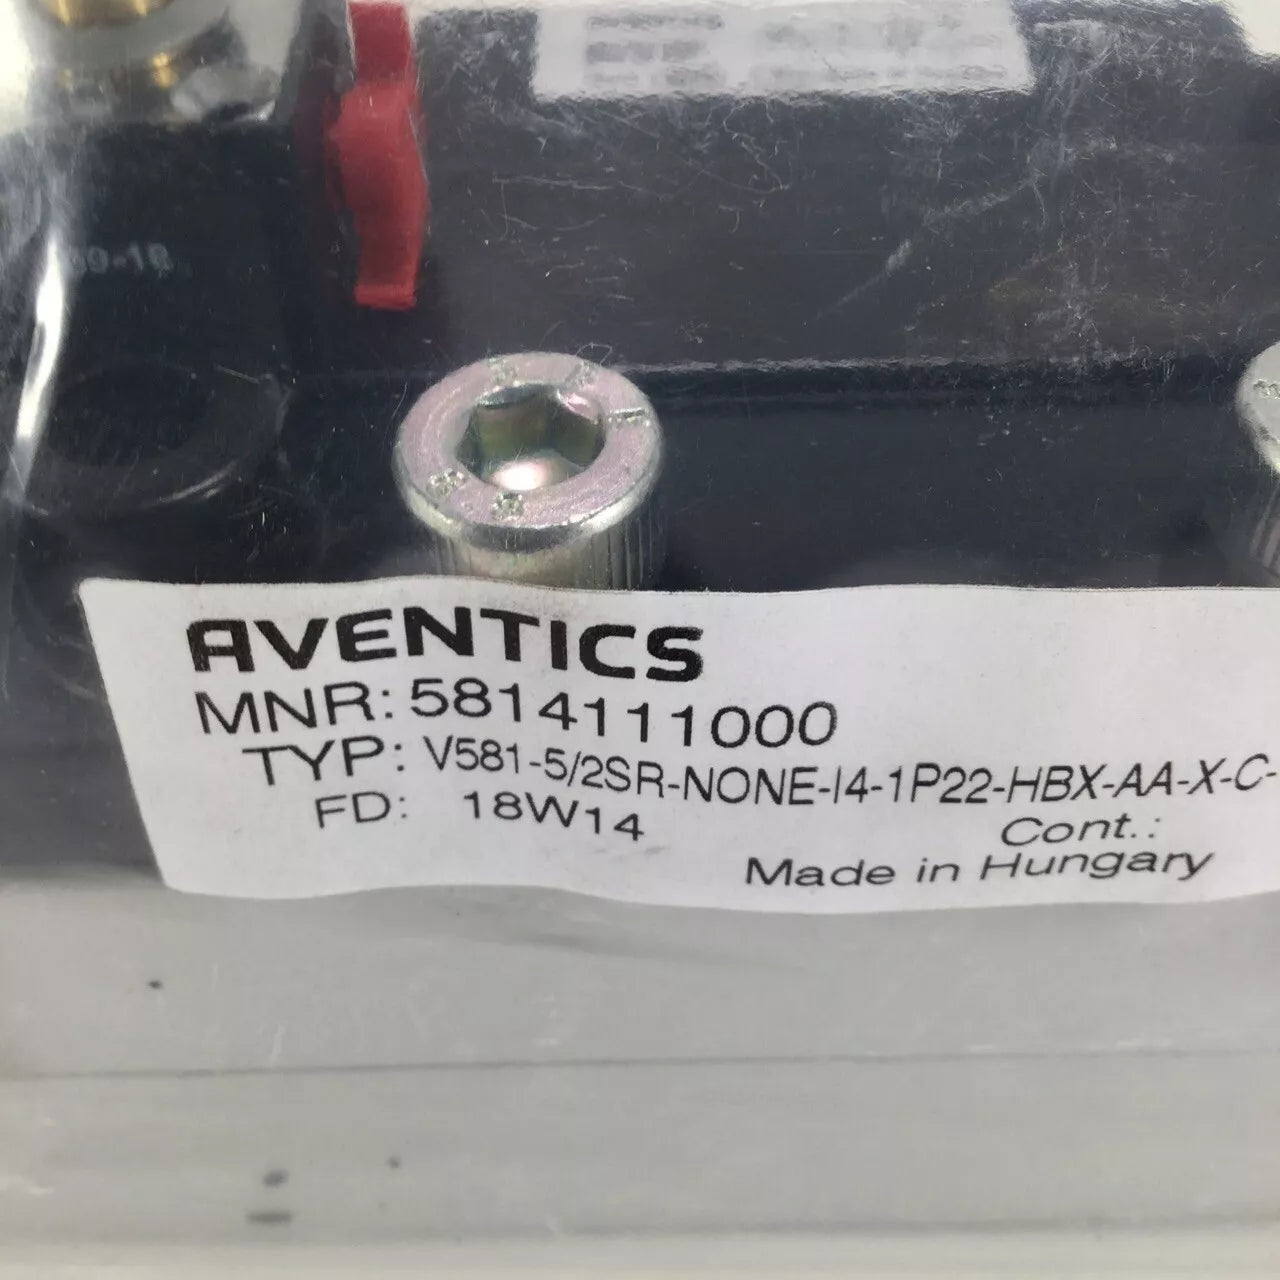 AVENTICS
MNR: 5814111000
TYP: V581-5/2SR-NONE-I4-1P22-HBX-AA-X-C-
FD: 18W14
Cont.:
Made in Hungary